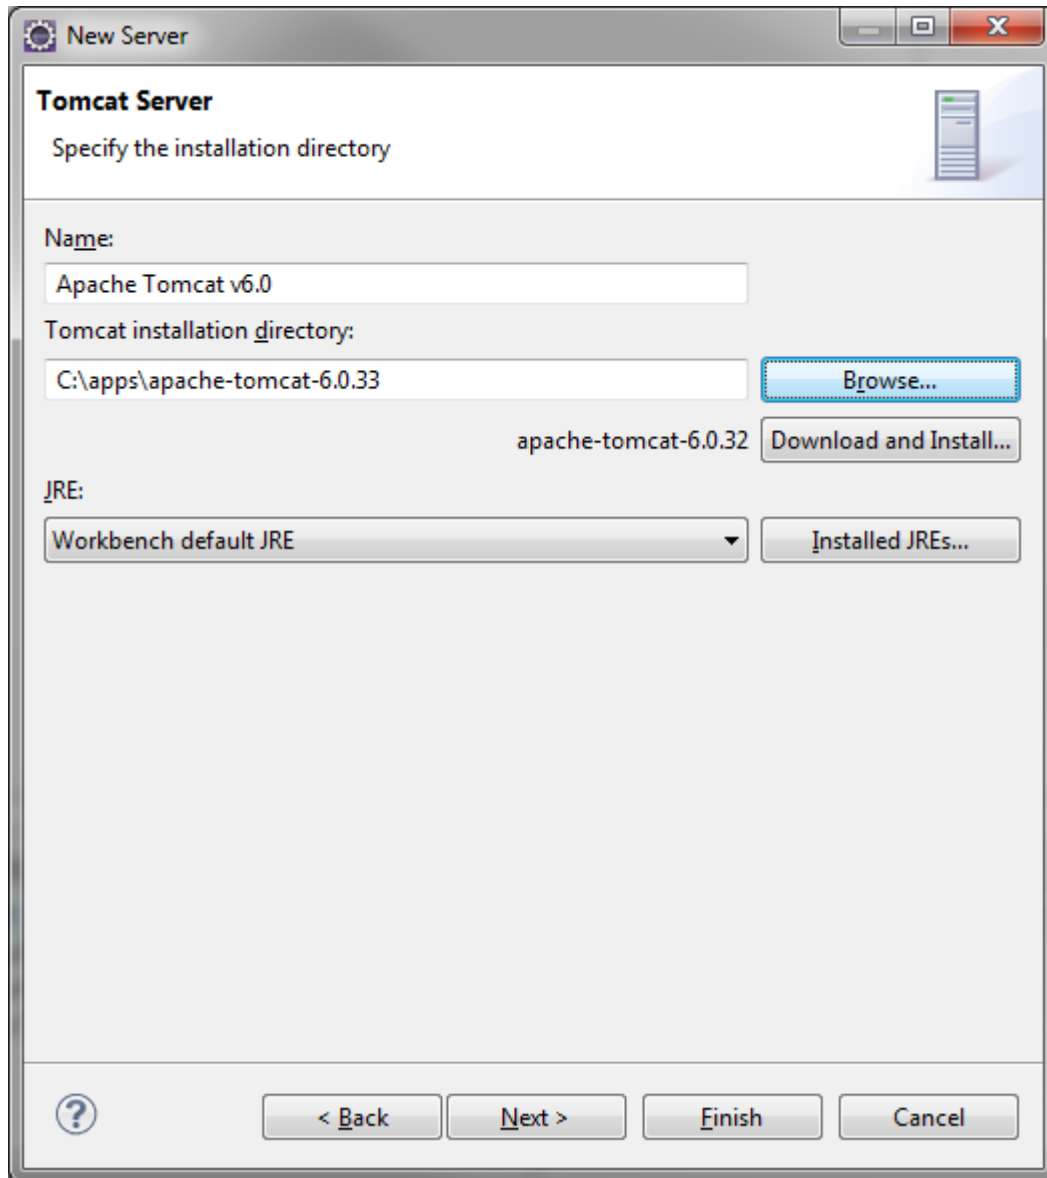 New Server
Tomcat Server
Specify the installation directory
Name:
Apache Tomcat v6.0
Tomcat installation directory:
C:\apps\apache-tomcat-6.0.33 Browse...
apache-tomcat-6.0.32 Download and Install...
JRE:
Workbench default JRE Installed JREs...
? < Back Next > Finish Cancel